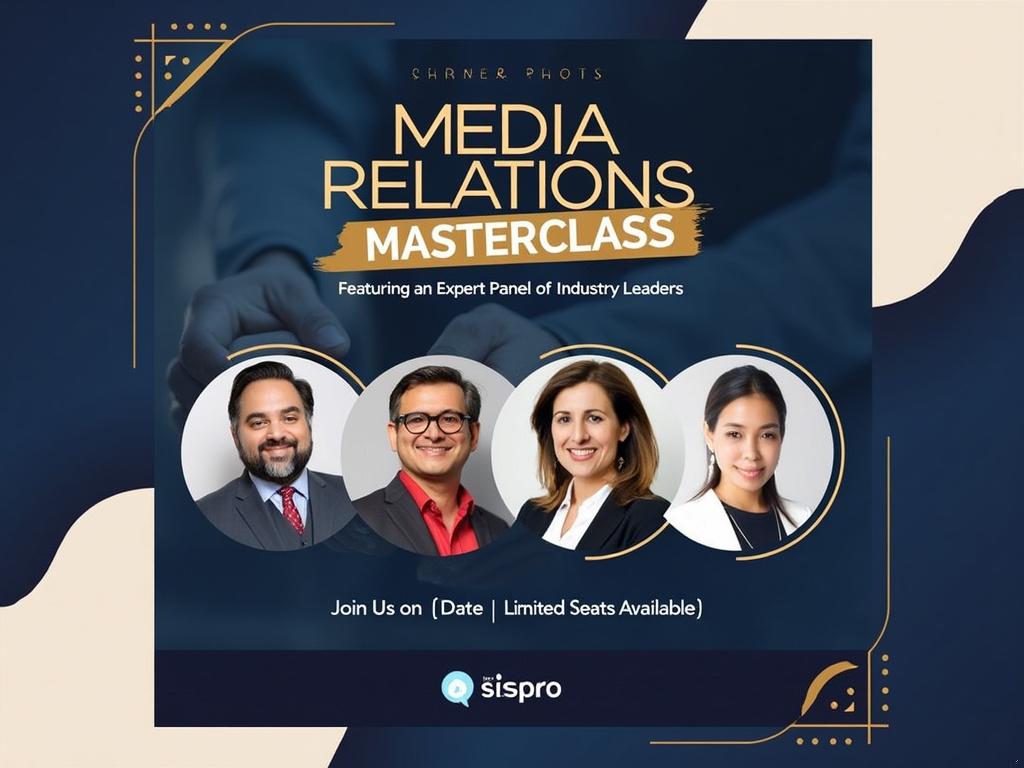 CHRNER PHOTS
MEDIA
RELATIONS
MASTERCLASS
Featuring an Expert Panel of Industry Leaders
Join Us on (Date | Limited Seats Available)
sispro